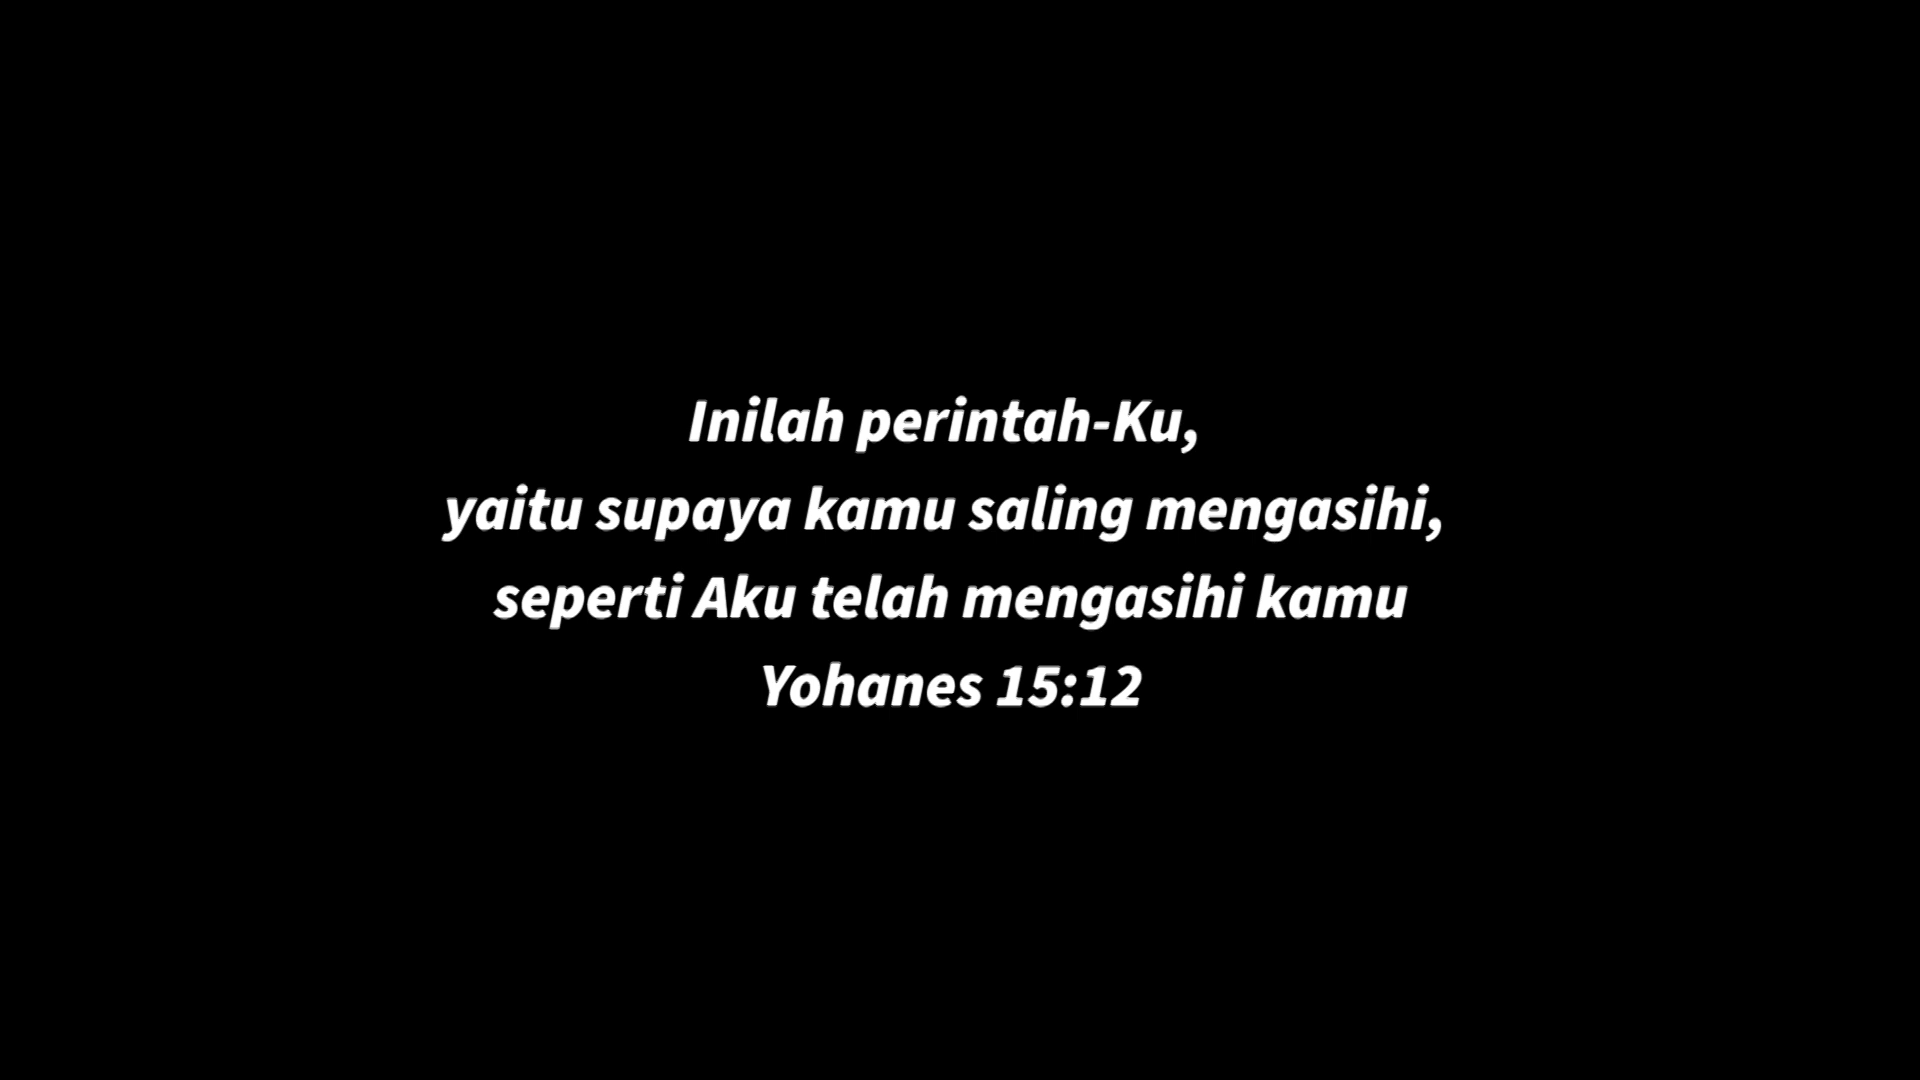 Inilah perintah-Ku,
yaitu supaya kamu saling mengasihi,
seperti Aku telah mengasihi kamu
Yohanes 15:12